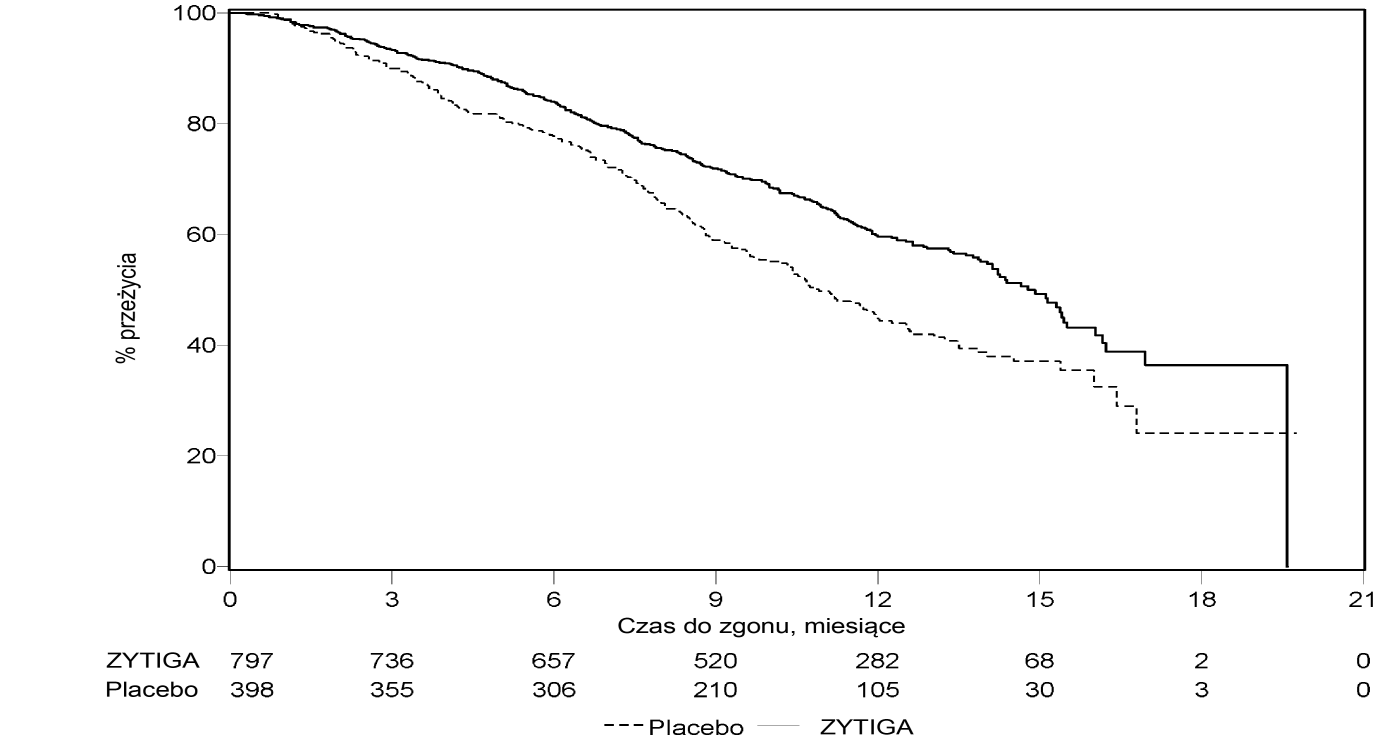 100
80
60
40
20
0
% przeżycia
0 3 6 9 12 15 18 21
Czas do zgonu, miesiące
ZYTIGA 797 736 657 520 282 68 2 0
Placebo 398 355 306 210 105 30 3 0
Placebo ZYTIGA